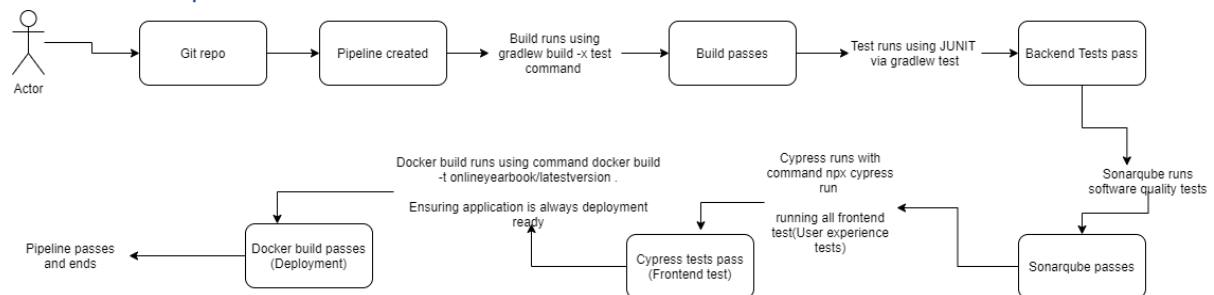 Actor
Git repo
Pipeline created
Build runs using
gradlew build -x test
command
Build passes
Test runs using JUNIT
via gradlew test
Backend Tests pass
Sonarqube runs
software quality tests
Sonarqube passes
Cypress runs with
command npx cypress
run
running all frontend
test(User experience
tests)
Cypress tests pass
(Frontend test)
Docker build runs using command docker build
-t onlineyearbook/latestversion .
Ensuring application is always deployment
ready
Docker build passes
(Deployment)
Pipeline passes
and ends